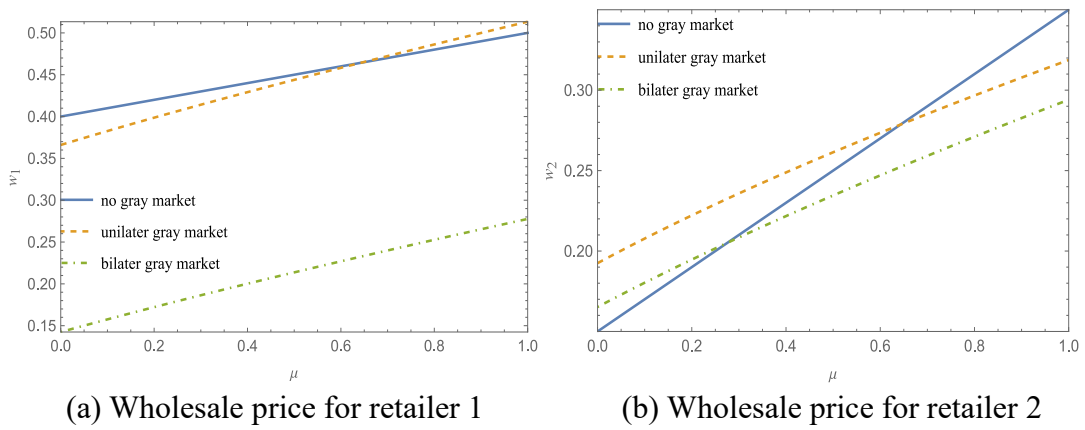 0.50
0.45
0.40
0.35
0.30
0.25
0.20
0.15
w1
no gray market
unilater gray market
bilater gray market
0.0 0.2 0.4 0.6 0.8 1.0
μ
(a) Wholesale price for retailer 1
no gray market
unilater gray market
bilater gray market
0.30
0.25
0.20
w2
0.0 0.2 0.4 0.6 0.8 1.0
μ
(b) Wholesale price for retailer 2